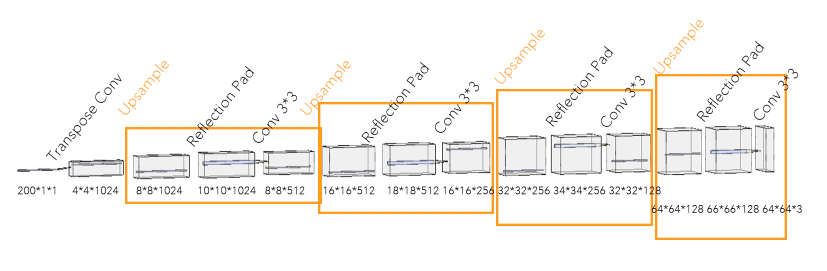 Transpose Conv
Upsample
Reflection Pad
Conv 3*3
Upsample
Reflection Pad
Conv 3*3
Upsample
Reflection Pad
Conv 3*3
Upsample
Reflection Pad
Conv 3*3
200*1*1
4*4*1024
8*8*1024
10*10*1024
8*8*512
16*16*512
18*18*512
16*16*256
32*32*256
34*34*256
32*32*128
64*64*128
66*66*128
64*64*3